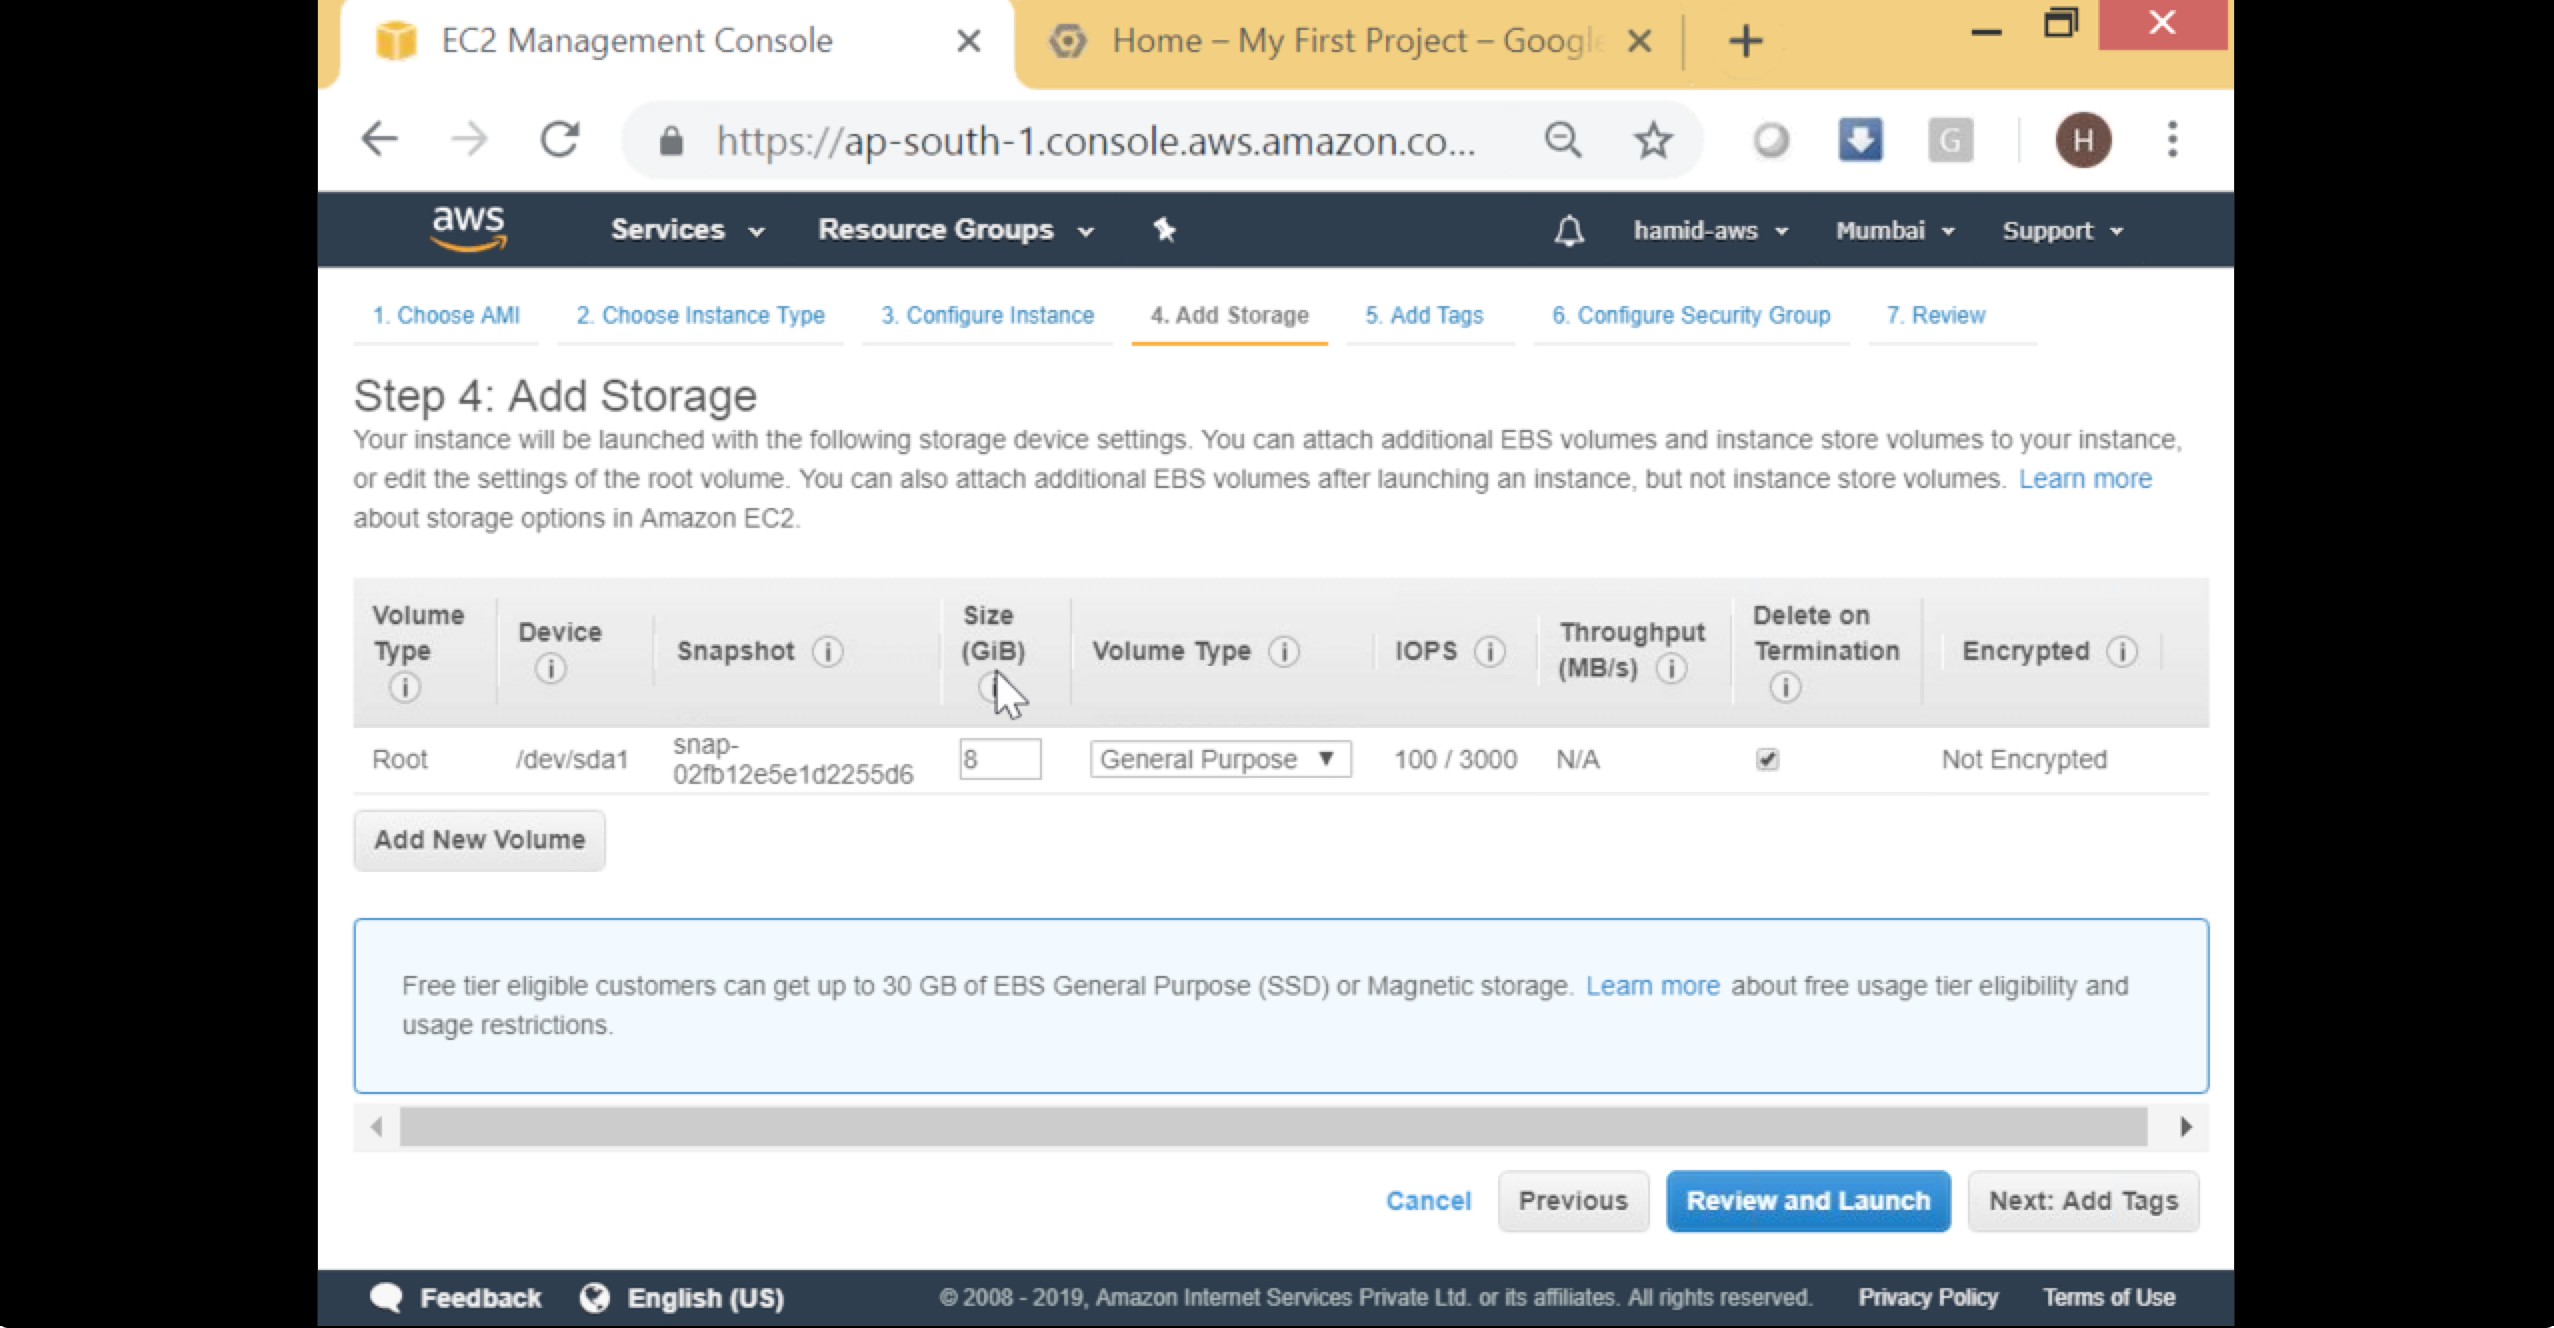 EC2 Management Console
Home – My First Project – Google
https://ap-south-1.console.aws.amazon.co...
G
H
aws
Services
Resource Groups
hamid-aws
Mumbai
Support
1. Choose AMI
2. Choose Instance Type
3. Configure Instance
4. Add Storage
5. Add Tags
6. Configure Security Group
7. Review
Step 4: Add Storage
Your instance will be launched with the following storage device settings. You can attach additional EBS volumes and instance store volumes to your instance,
or edit the settings of the root volume. You can also attach additional EBS volumes after launching an instance, but not instance store volumes. Learn more
about storage options in Amazon EC2.
Volume
Type
i
Device
i
Snapshot i
Size
(GiB)
i
Volume Type i
IOPS i
Throughput
(MB/s) i
Delete on
Termination
i
Encrypted i
Root
/dev/sda1
snap-
02fb12e5e1d2255d6
8
General Purpose
100 / 3000
N/A
Not Encrypted
Add New Volume
Free tier eligible customers can get up to 30 GB of EBS General Purpose (SSD) or Magnetic storage. Learn more about free usage tier eligibility and
usage restrictions.
Cancel
Previous
Review and Launch
Next: Add Tags
Feedback
English (US)
© 2008 - 2019, Amazon Internet Services Private Ltd. or its affiliates. All rights reserved.
Privacy Policy
Terms of Use